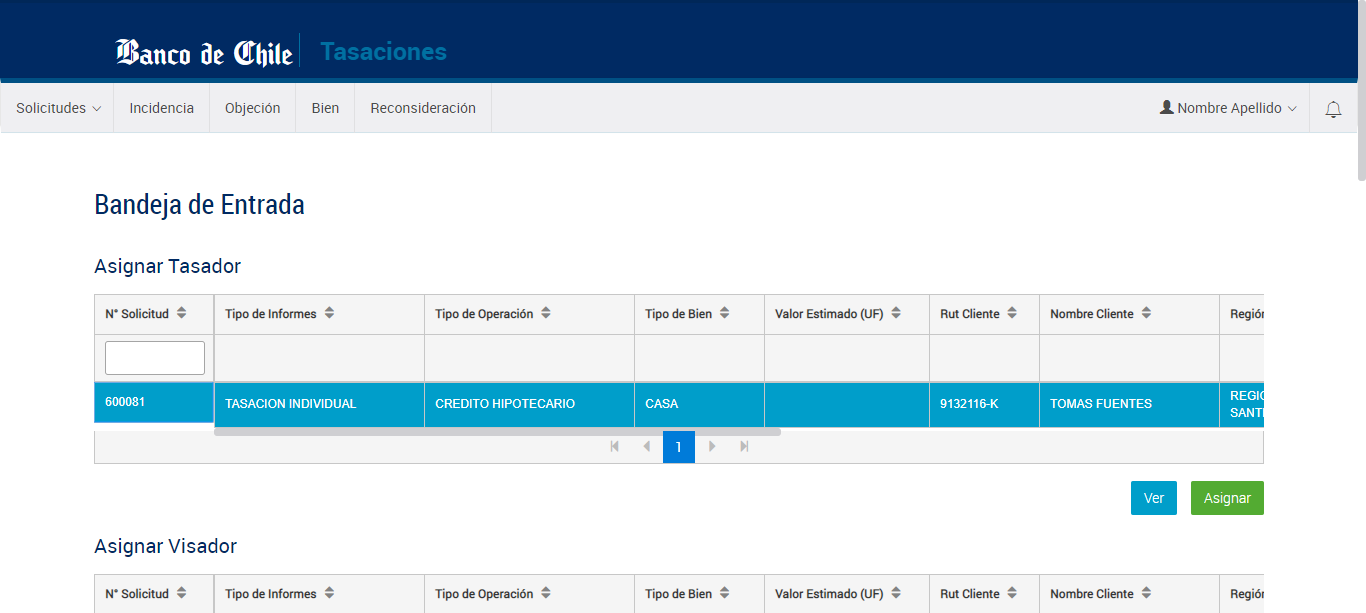 Banco de Chile Tasaciones
Solicitudes Incidencia Objeción Bien Reconsideración Nombre Apellido
Bandeja de Entrada
Asignar Tasador
N° Solicitud Tipo de Informes Tipo de Operación Tipo de Bien Valor Estimado (UF) Rut Cliente Nombre Cliente Región
600081 TASACION INDIVIDUAL CREDITO HIPOTECARIO CASA 9132116-K TOMAS FUENTES REGIO
SANTI
1
Ver Asignar
Asignar Visador
N° Solicitud Tipo de Informes Tipo de Operación Tipo de Bien Valor Estimado (UF) Rut Cliente Nombre Cliente Región